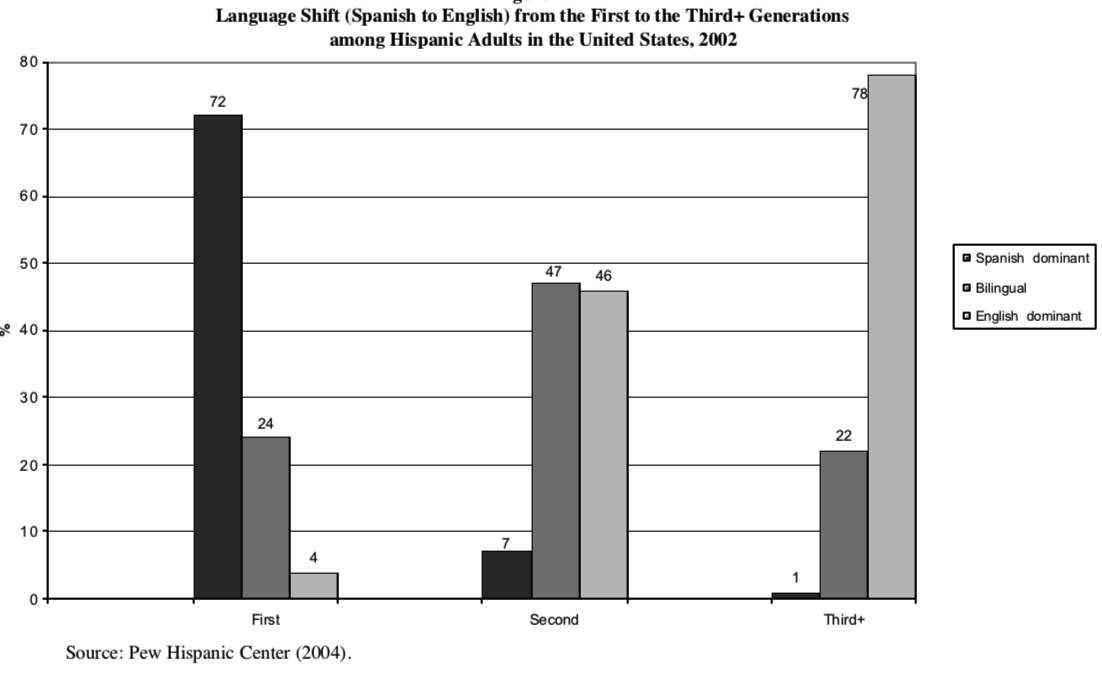 Language Shift (Spanish to English) from the First to the Third+ Generations
among Hispanic Adults in the United States, 2002
80
72
78
70
60
50
47
46
%
40
30
24
22
20
10
7
4
1
0
First
Second
Third+
Spanish dominant
Bilingual
English dominant
Source: Pew Hispanic Center (2004).